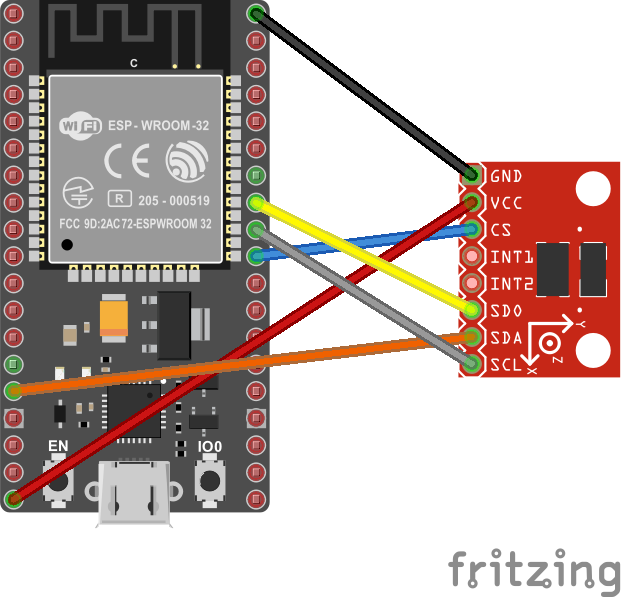 C
WiFi ESP - WROOM-32
CE
R 205 - 000519
FCC 9D:2AC72-ESPWROOM 32
EN
IO0
GND
VCC
CS
INT1
INT2
SDO
SDA
SCL
Y
Z
X
fritzing